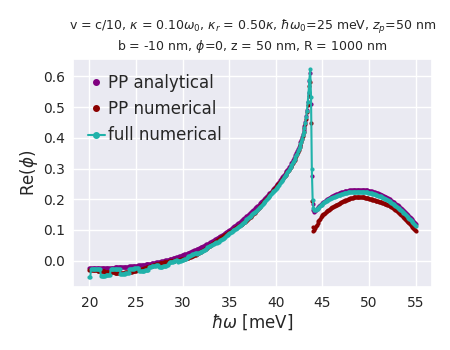 v = c/10, κ = 0.10ω₀, κᵣ = 0.50κ, ħω₀=25 meV, zₚ=50 nm
b = -10 nm, ϕ=0, z = 50 nm, R = 1000 nm
PP analytical
PP numerical
full numerical
Re(ϕ)
0.6
0.5
0.4
0.3
0.2
0.1
0.0
20 25 30 35 40 45 50 55
ħω [meV]